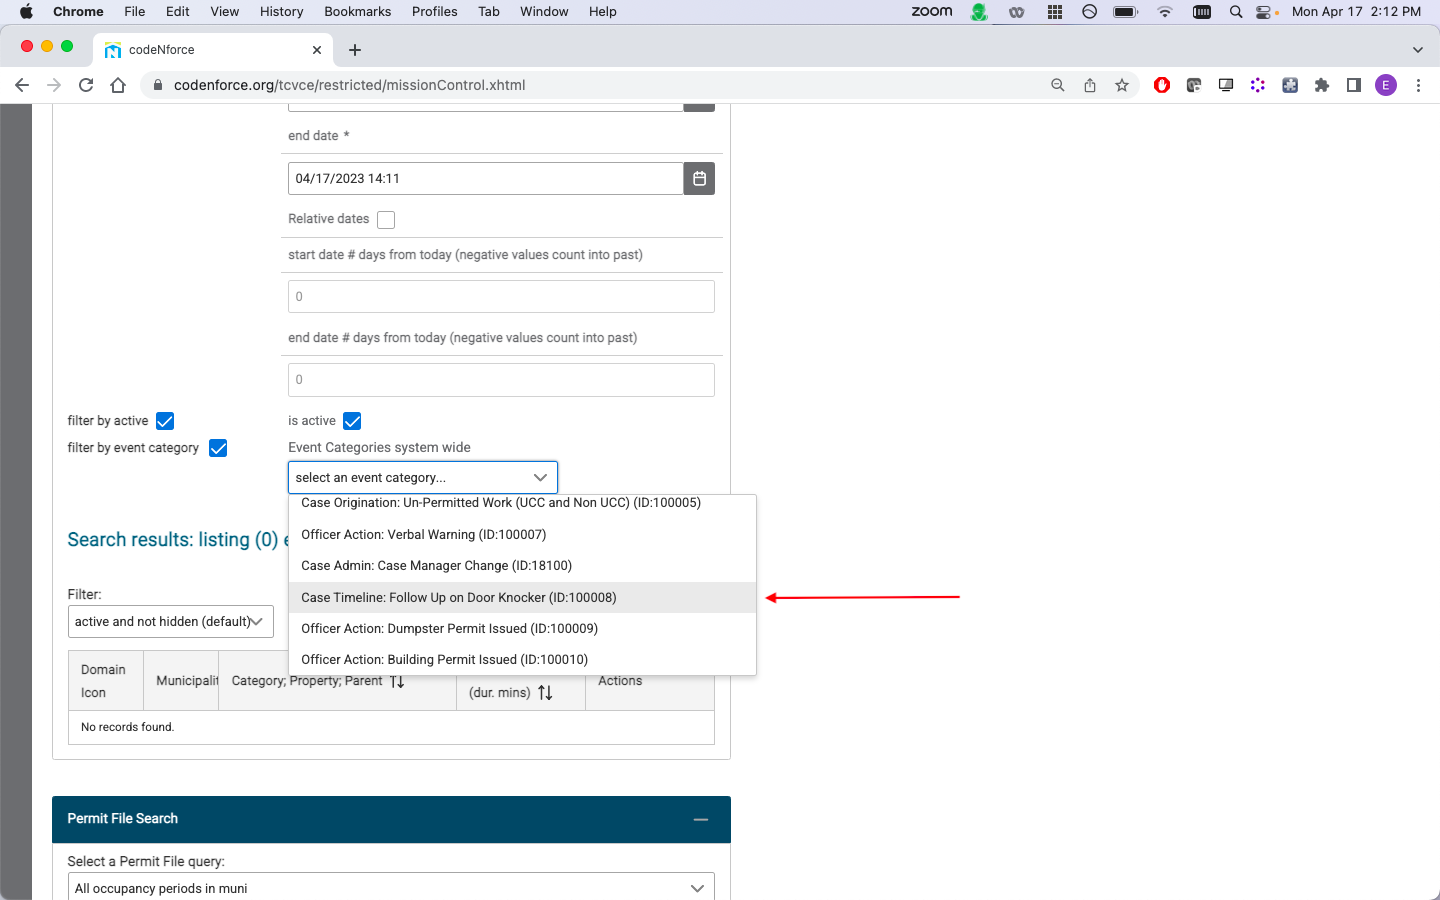 Chrome File Edit View History Bookmarks Profiles Tab Window Help zoom Mon Apr 17 2:12 PM
codeNforce
codenforce.org/tcvce/restricted/missionControl.xhtml E
end date *
04/17/2023 14:11
Relative dates
start date # days from today (negative values count into past)
0
end date # days from today (negative values count into past)
0
filter by active is active
filter by event category Event Categories system wide
select an event category...
Case Origination: Un-Permitted Work (UCC and Non UCC) (ID:100005)
Officer Action: Verbal Warning (ID:100007)
Search results: listing (0) e
Case Admin: Case Manager Change (ID:18100)
Case Timeline: Follow Up on Door Knocker (ID:100008)
Filter:
active and not hidden (default)
Officer Action: Dumpster Permit Issued (ID:100009)
Officer Action: Building Permit Issued (ID:100010)
Domain
Icon
Municipalit
Category; Property; Parent
(dur. mins)
Actions
No records found.
Permit File Search
Select a Permit File query:
All occupancy periods in muni